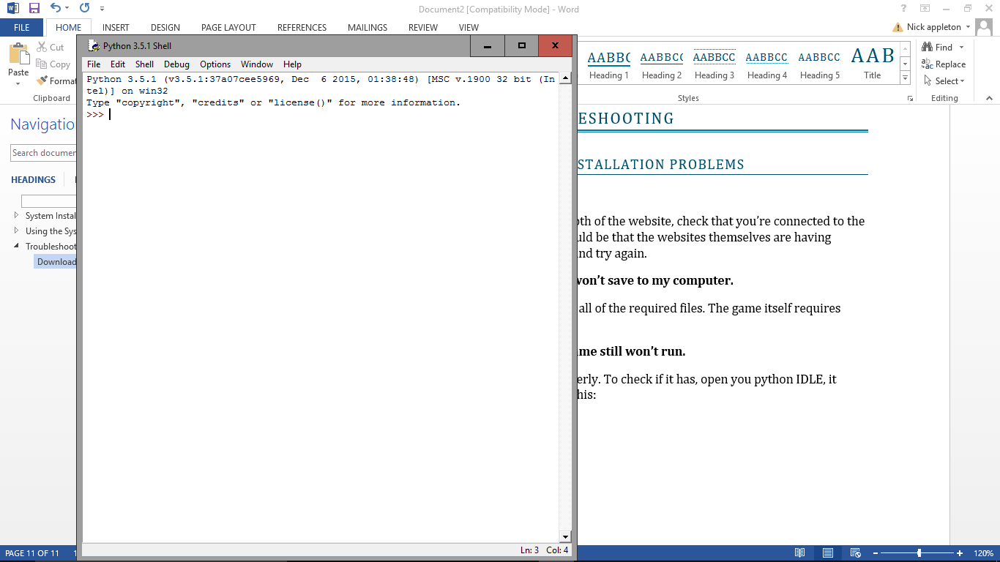 Document2 [Compatibility Mode] - Word
FILE HOME INSERT DESIGN PAGE LAYOUT REFERENCES MAILINGS REVIEW VIEW
Nick appleton
Paste
Cut
Copy
Format
Clipboard
AABBC AABBCC AABBCC AABBCC AABBCC AAB
Heading 1 Heading 2 Heading 3 Heading 4 Heading 5 Title
Styles
Find
Replace
Select
Editing
Python 3.5.1 Shell
File Edit Shell Debug Options Window Help
Python 3.5.1 (v3.5.1:37a07cee5969, Dec  6 2015, 01:38:48) [MSC v.1900 32 bit (In
tel)] on win32
Type "copyright", "credits" or "license()" for more information.
>>>
Ln: 3 Col: 4
Navigatio
Search documen
HEADINGS
System Instal
Using the Sys
Troubleshoot
Download
ESHOOTING
STALLATION PROBLEMS
oth of the website, check that you're connected to the
uld be that the websites themselves are having
nd try again.
won't save to my computer.
all of the required files. The game itself requires
ame still won't run.
erly. To check if it has, open you python IDLE, it
his:
PAGE 11 OF 11
120%